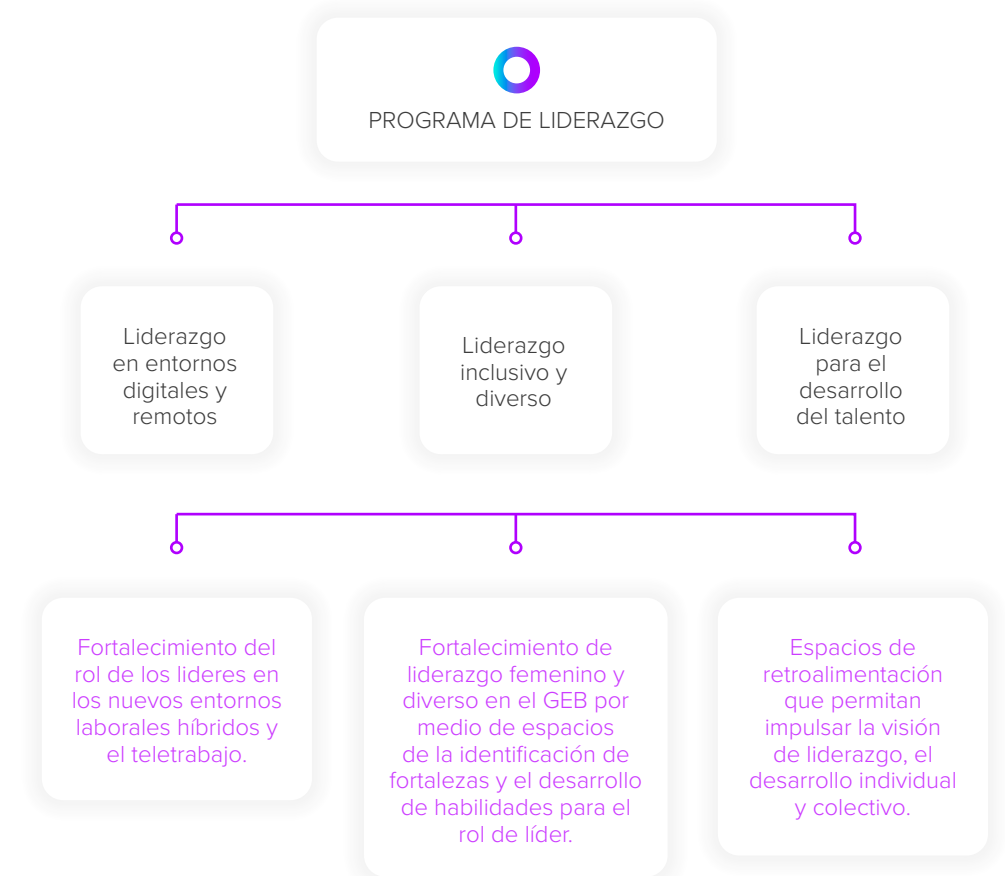 PROGRAMA DE LIDERAZGO
Liderazgo
en entornos
digitales y
remotos
Liderazgo
inclusivo y
diverso
Liderazgo
para el
desarrollo
del talento
Fortalecimiento del
rol de los lideres en
los nuevos entornos
laborales híbridos y
el teletrabajo.
Fortalecimiento de
liderazgo femenino y
diverso en el GEB por
medio de espacios
de la identificación de
fortalezas y el desarrollo
de habilidades para el
rol de líder.
Espacios de
retroalimentación
que permitan
impulsar la visión
de liderazgo, el
desarrollo individual
y colectivo.